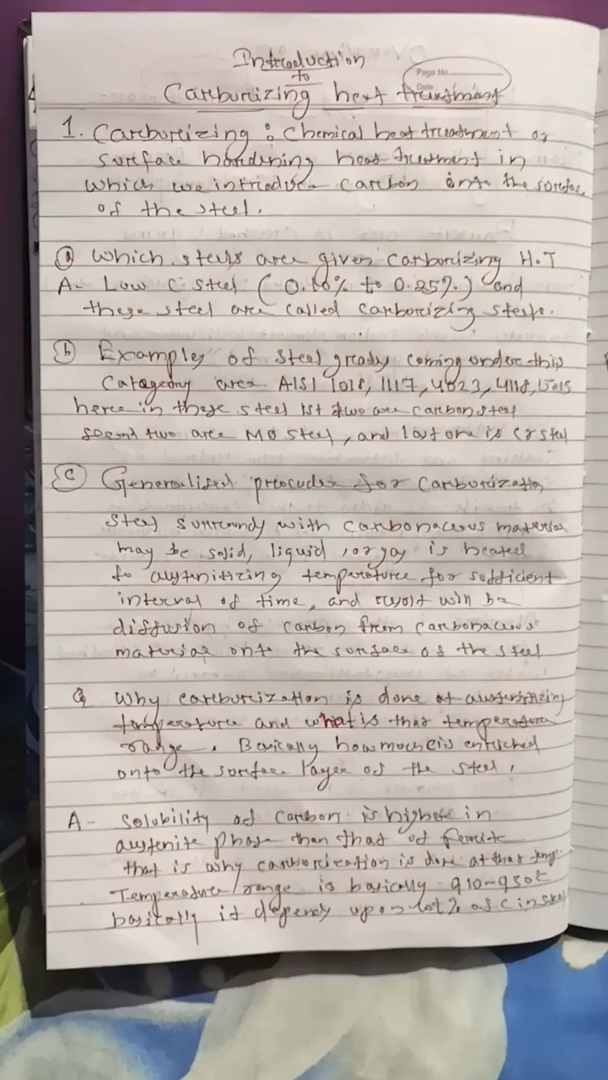 Introduction
to
Page No.
Date
Carburizing heat treatment
1. Carburizing : Chemical heat treatment or
surface hardening heat treatment in
which we introduce carbon onto the surface
of the steel.
(a) Which steels are given carburizing H.T
A- Low C steel (0.10% to 0.25%) and
these steel are called carburizing steels.
(b) Examples of steel grades coming under this
Catageory are AISI 1018, 1117, 4023, 4118, 5015
here in these steel 1st two are carbon steel
second two are MO steel, and last one is Cr steel
(c) Generalised procuder for Carburization
steel surrounds with carbonaceous material
may be solid, liquid, or gas is heated
to austenitizing temperature for sufficient
interval of time, and result will be
diffusion of carbon from carbonaceous
material onto the surface of the steel
Q Why carburization is done at austenitizing
temperature and what is that temperature
range. Basically how much is enriched
onto the surface layer of the steel.
A- Solubility of carbon is highest in
austenite phase than that of ferrite
that is why carburization is done at that temp.
Temperature range is basically 910-950°C
basically it depends upon % of C in steel